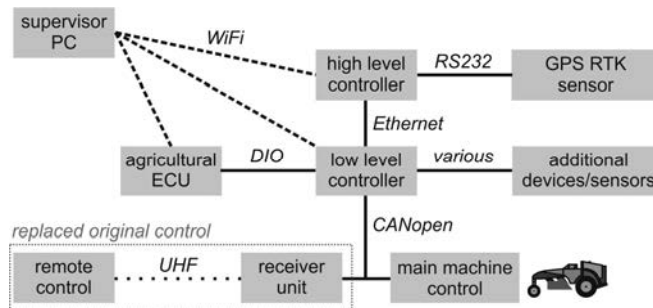 supervisor
PC
WiFi
high level
controller
RS232
GPS RTK
sensor
Ethernet
agricultural
ECU
DIO
low level
controller
various
additional
devices/sensors
CANopen
replaced original control
remote
control
UHF
receiver
unit
main machine
control